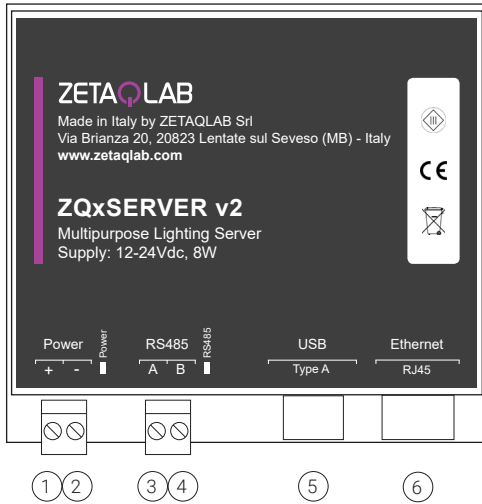 ZETAQLAB
Made in Italy by ZETAQLAB Srl
Via Brianza 20, 20823 Lentate sul Seveso (MB) - Italy
www.zetaqlab.com
III
CE
ZQxSERVER v2
Multipurpose Lighting Server
Supply: 12-24Vdc, 8W
Power Power RS485 RS485 USB Ethernet
+ - A B Type A RJ45
1 2 3 4 5 6